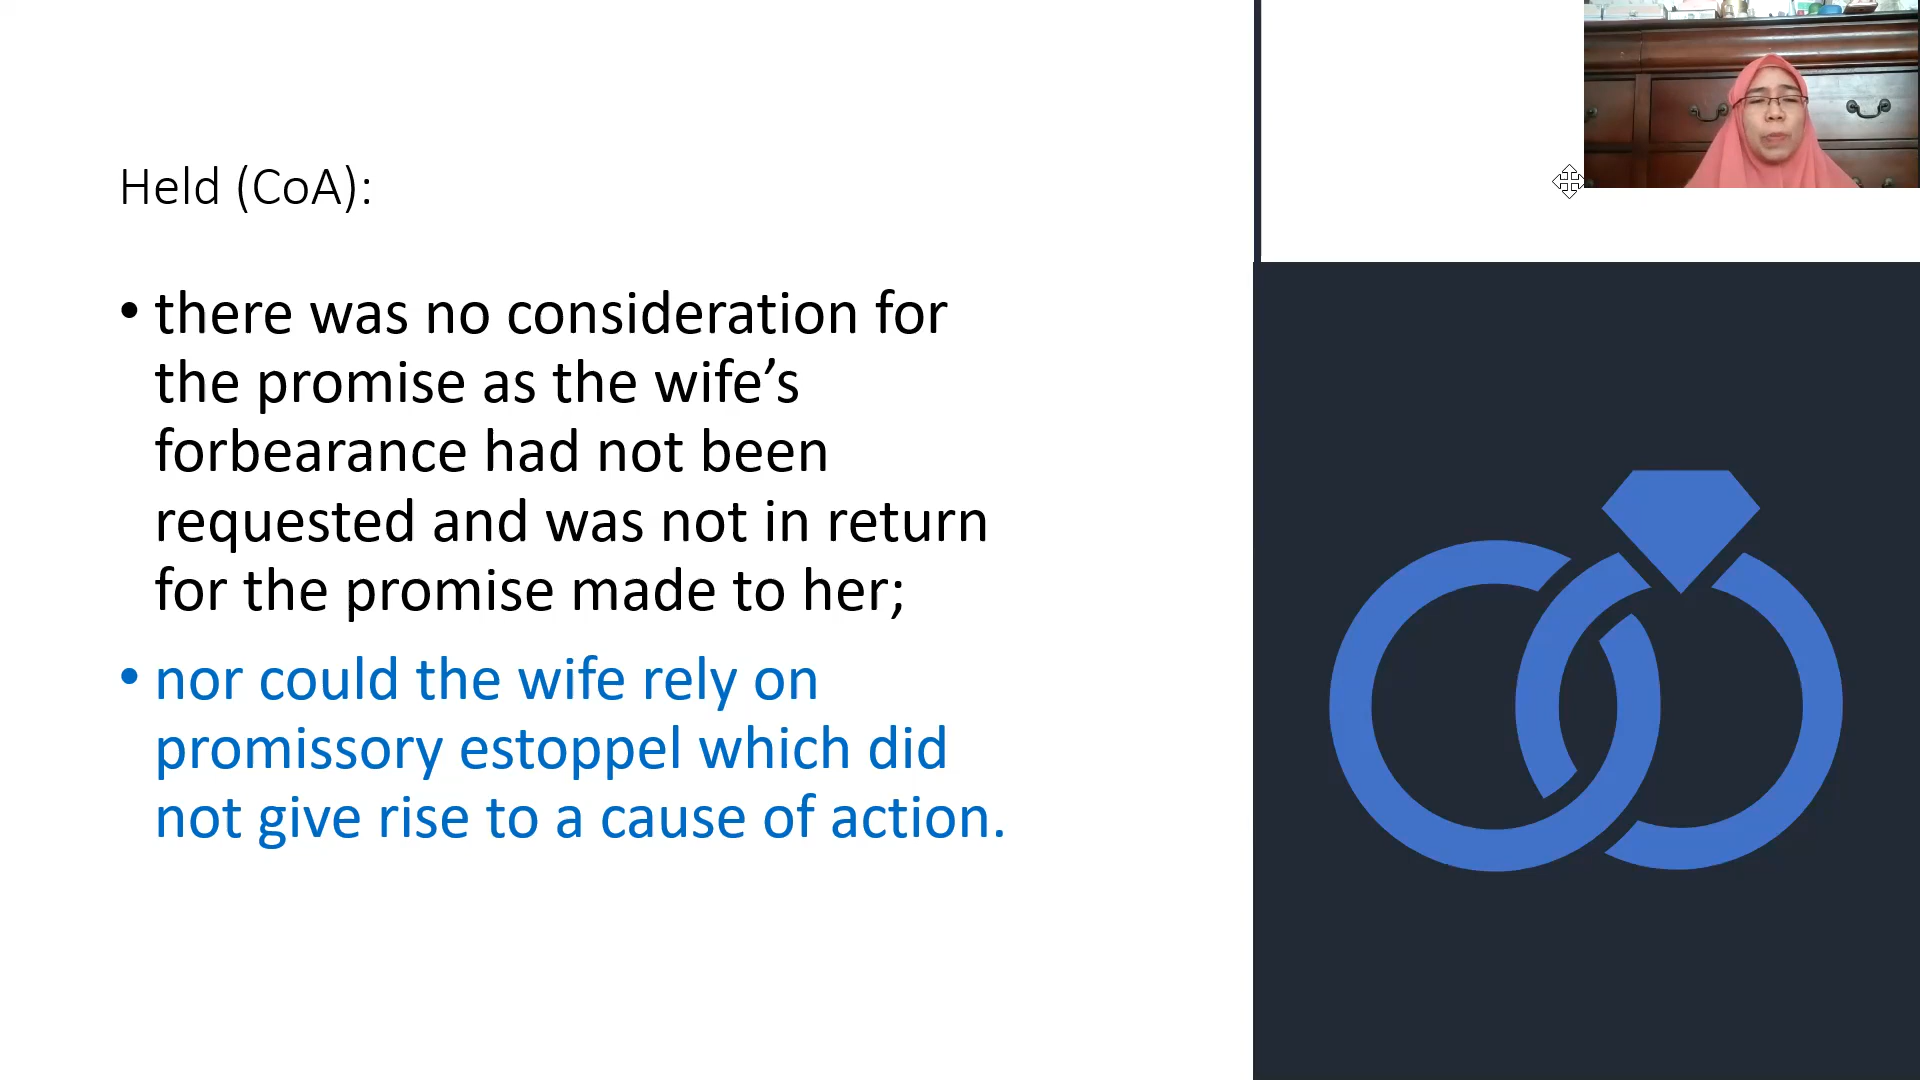 Held (CoA):
• there was no consideration for
the promise as the wife’s
forbearance had not been
requested and was not in return
for the promise made to her;
• nor could the wife rely on
promissory estoppel which did
not give rise to a cause of action.